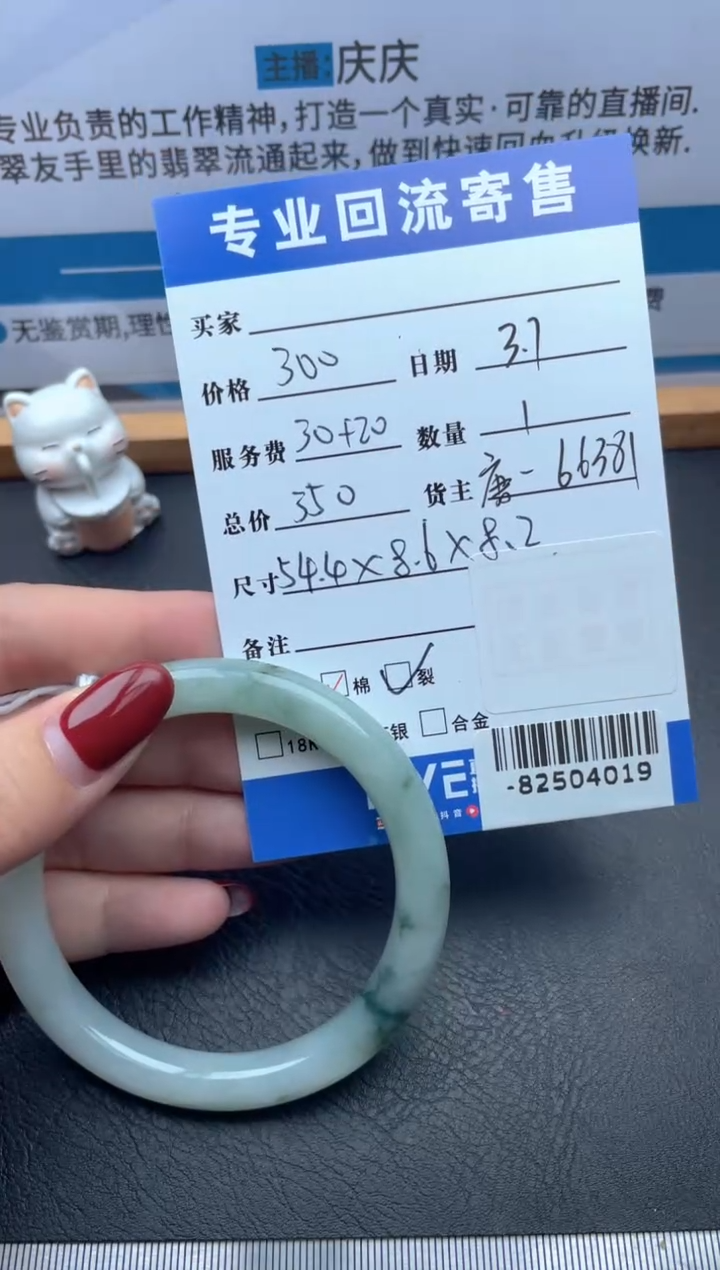 主播:庆庆
专业负责的工作精神,打造一个真实·可靠的直播间.
翠友手里的翡翠流通起来,做到快速回血升级换新.
无鉴赏期,理性
费
专业回流寄售
买家
价格 300 日期 3.7
服务费 30+20 数量 1
总价 350 货主 唐-66381
尺寸 54.4×8.6×8.2
备注
棉 裂
18K 银 合金
抖音
-82504019